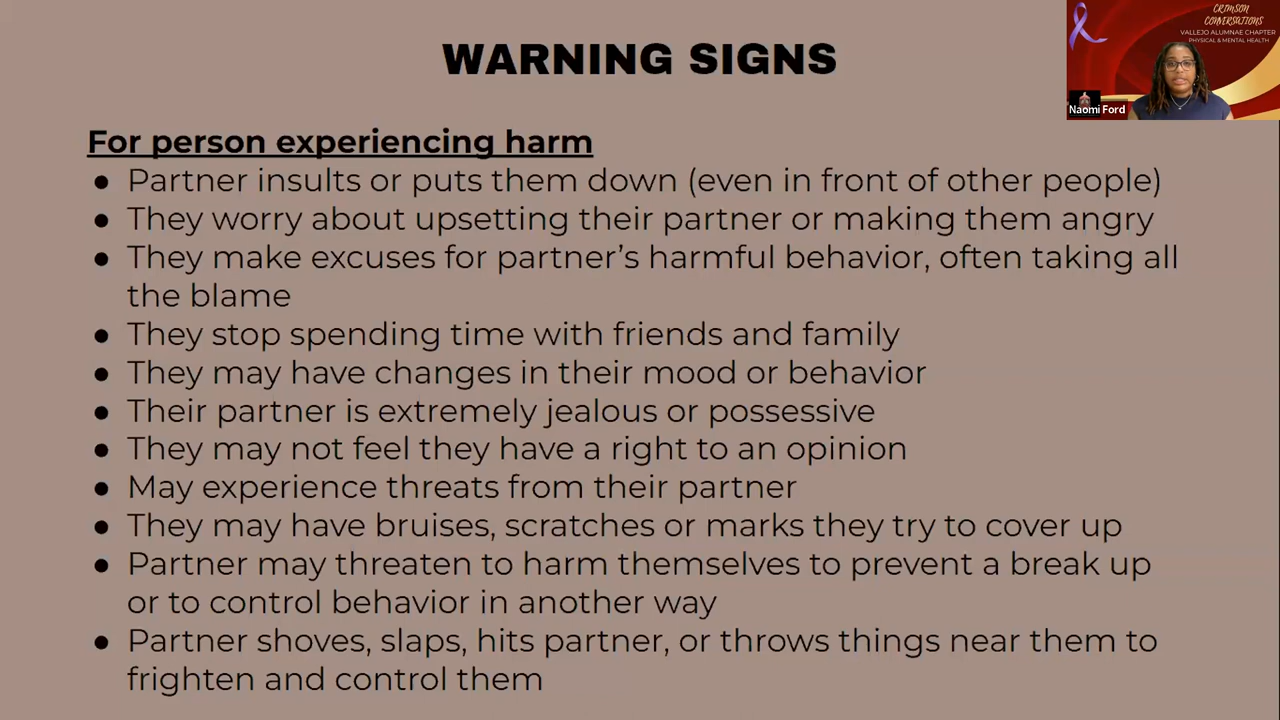 WARNING SIGNS
For person experiencing harm
● Partner insults or puts them down (even in front of other people)
● They worry about upsetting their partner or making them angry
● They make excuses for partner’s harmful behavior, often taking all
the blame
● They stop spending time with friends and family
● They may have changes in their mood or behavior
● Their partner is extremely jealous or possessive
● They may not feel they have a right to an opinion
● May experience threats from their partner
● They may have bruises, scratches or marks they try to cover up
● Partner may threaten to harm themselves to prevent a break up
or to control behavior in another way
● Partner shoves, slaps, hits partner, or throws things near them to
frighten and control them
CRIMSON
CONVERSATIONS
VALLEJO ALUMNAE CHAPTER
PHYSICAL & MENTAL HEALTH
Naomi Ford